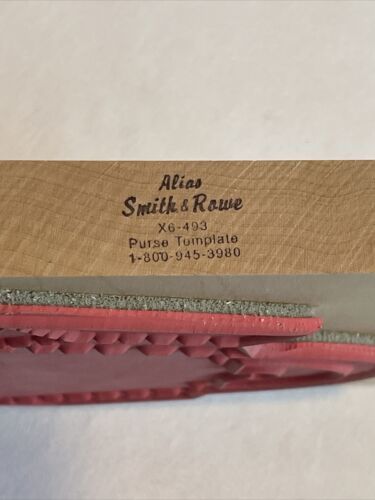 Alias
Smith & Rowe
X6-493
Purse Template
1-800-945-3980